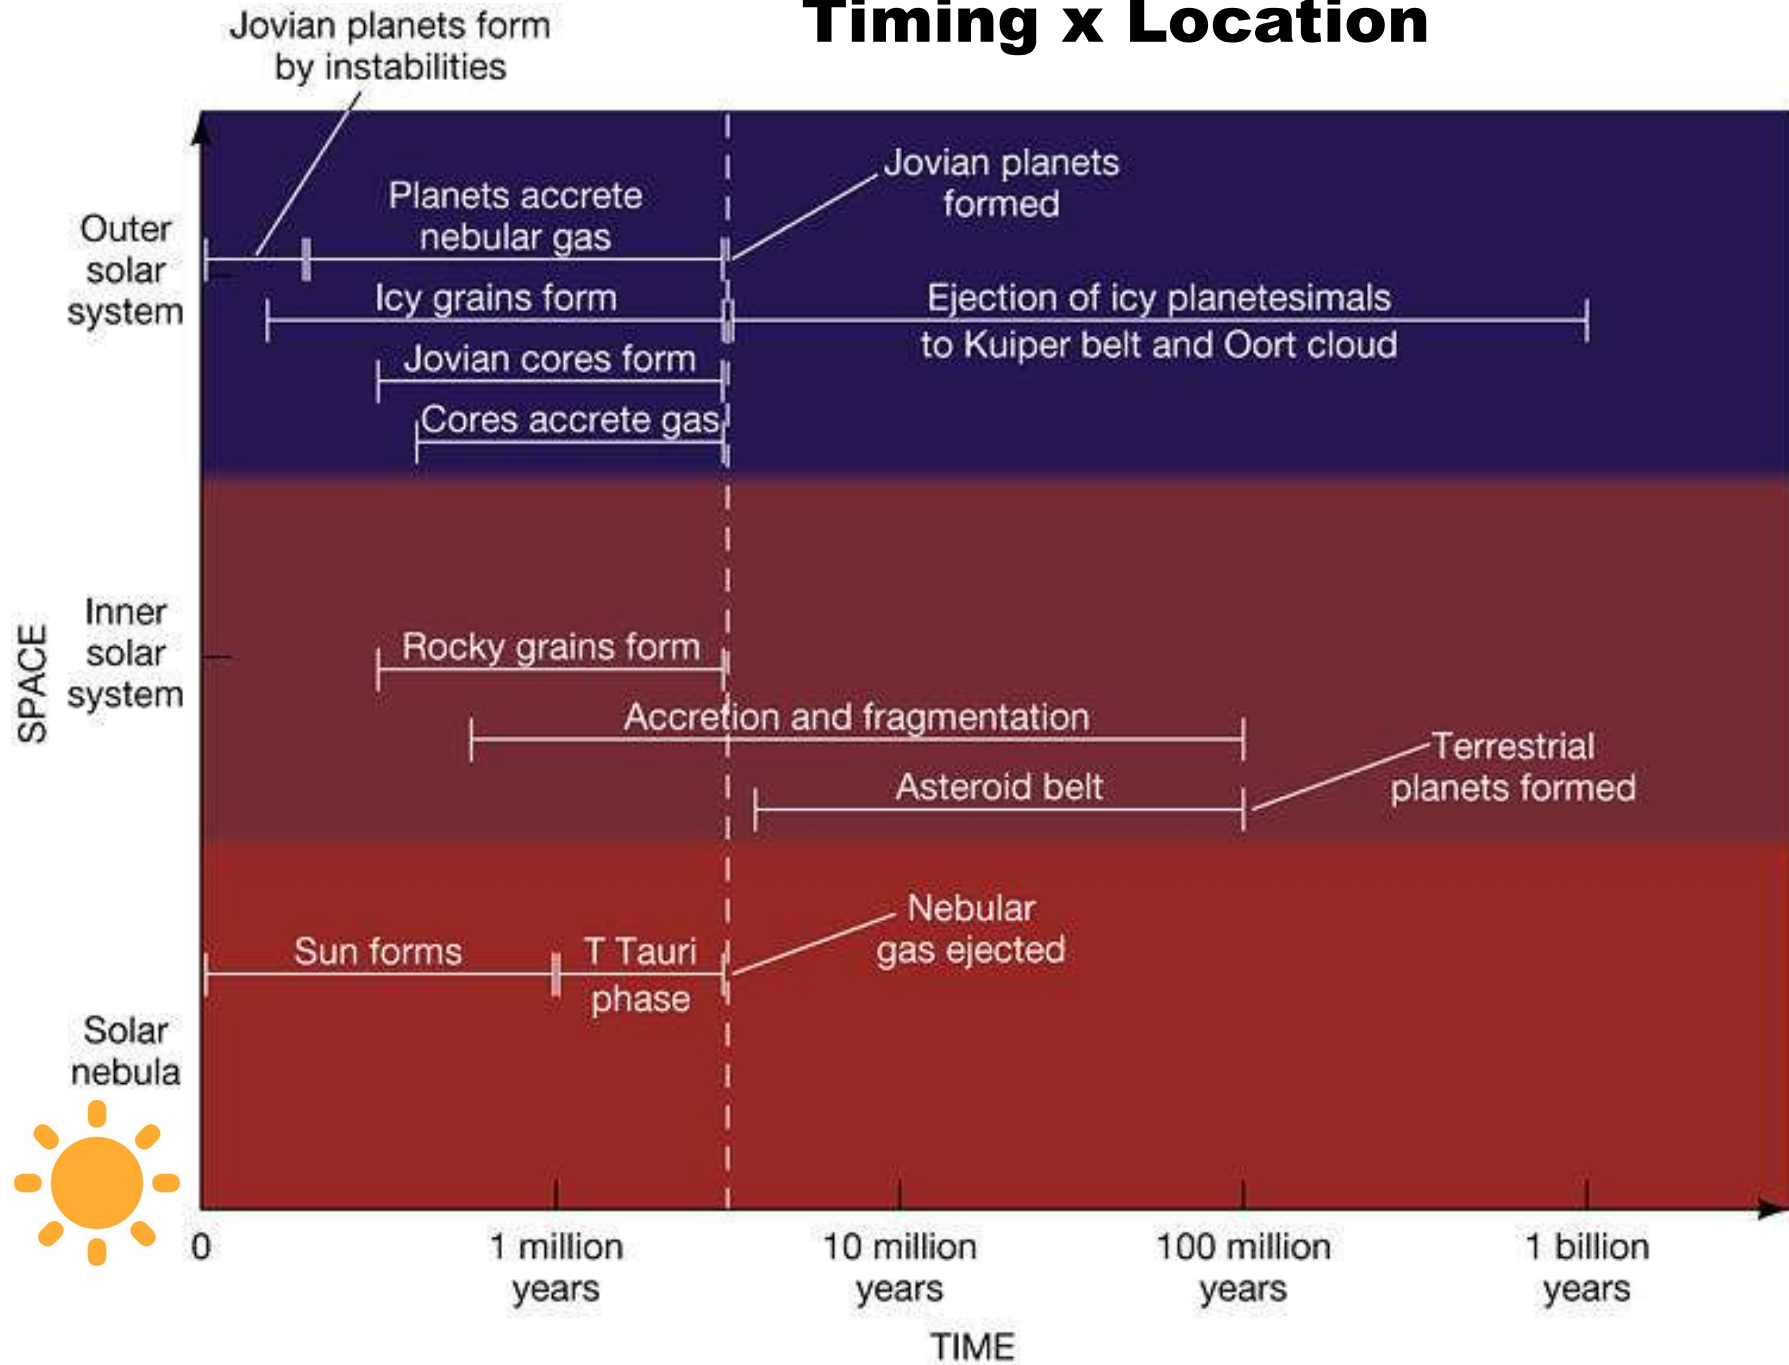 Timing x Location
Jovian planets form
by instabilities
Outer
solar
system
Planets accrete
nebular gas
Jovian planets
formed
Icy grains form
Ejection of icy planetesimals
to Kuiper belt and Oort cloud
Jovian cores form
Cores accrete gas
SPACE
Inner
solar
system
Rocky grains form
Accretion and fragmentation
Asteroid belt
Terrestrial
planets formed
Solar
nebula
Sun forms
T Tauri
phase
Nebular
gas ejected
0
1 million
years
10 million
years
100 million
years
1 billion
years
TIME